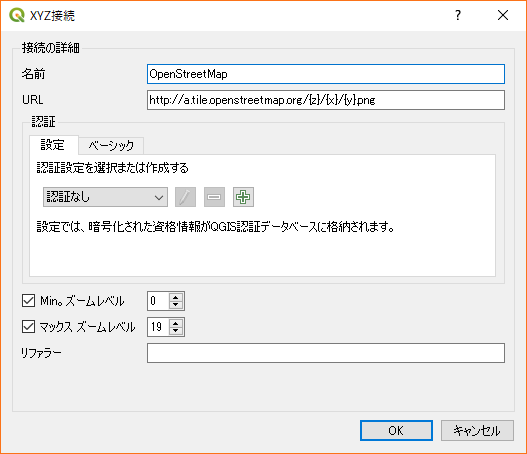 XYZ接続
?
接続の詳細
名前 OpenStreetMap
URL http://a.tile.openstreetmap.org/{z}/{x}/{y}.png
認証
設定 ベーシック
認証設定を選択または作成する
認証なし
設定では、暗号化された資格情報がQGIS認証データベースに格納されます。
Min。ズームレベル 0
マックス ズームレベル 19
リファラー
OK キャンセル